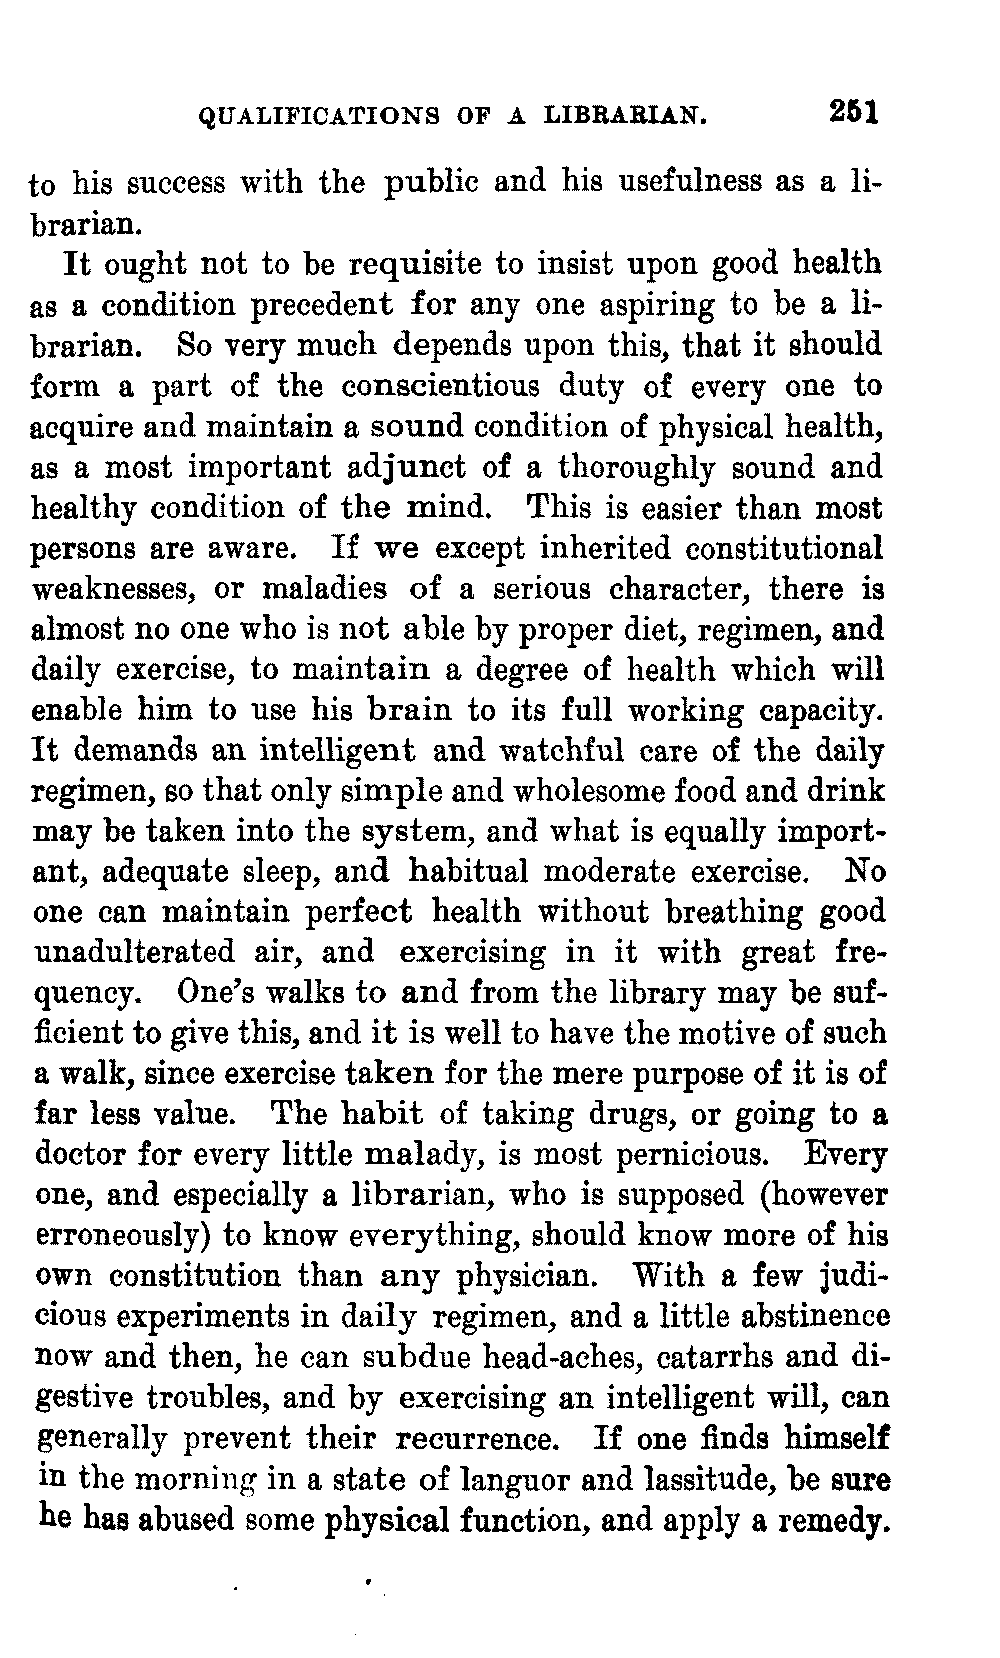 QUALIFICATIONS OF A LIBRARIAN. 251
to his success with the public and his usefulness as a li-
brarian.
It ought not to be requisite to insist upon good health
as a condition precedent for any one aspiring to be a li-
brarian. So very much depends upon this, that it should
form a part of the conscientious duty of every one to
acquire and maintain a sound condition of physical health,
as a most important adjunct of a thoroughly sound and
healthy condition of the mind. This is easier than most
persons are aware. If we except inherited constitutional
weaknesses, or maladies of a serious character, there is
almost no one who is not able by proper diet, regimen, and
daily exercise, to maintain a degree of health which will
enable him to use his brain to its full working capacity.
It demands an intelligent and watchful care of the daily
regimen, so that only simple and wholesome food and drink
may be taken into the system, and what is equally import-
ant, adequate sleep, and habitual moderate exercise. No
one can maintain perfect health without breathing good
unadulterated air, and exercising in it with great fre-
quency. One's walks to and from the library may be suf-
ficient to give this, and it is well to have the motive of such
a walk, since exercise taken for the mere purpose of it is of
far less value. The habit of taking drugs, or going to a
doctor for every little malady, is most pernicious. Every
one, and especially a librarian, who is supposed (however
erroneously) to know everything, should know more of his
own constitution than any physician. With a few judi-
cious experiments in daily regimen, and a little abstinence
now and then, he can subdue head-aches, catarrhs and di-
gestive troubles, and by exercising an intelligent will, can
generally prevent their recurrence. If one finds himself
in the morning in a state of languor and lassitude, be sure
he has abused some physical function, and apply a remedy.